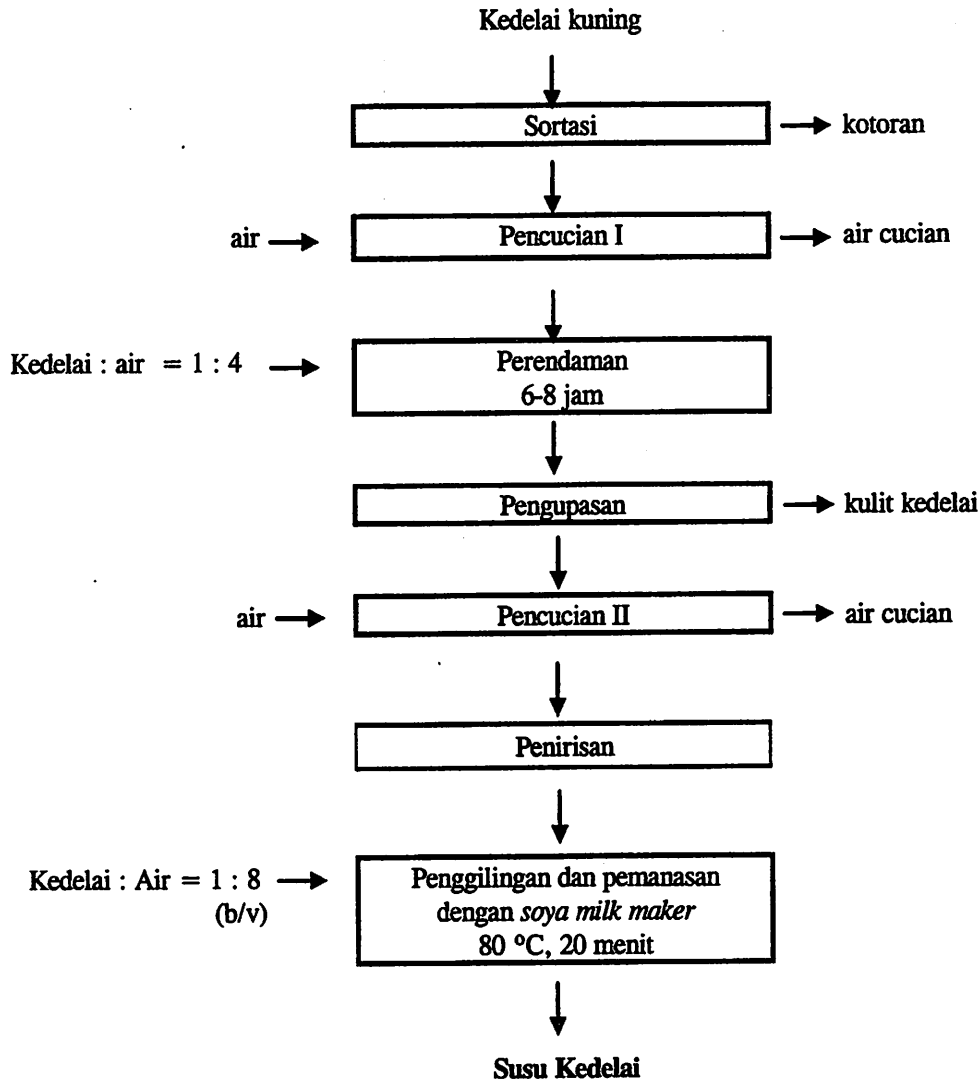 Kedelai kuning
Sortasi
kotoran
air
Pencucian I
air cucian
Kedelai : air = 1 : 4
Perendaman
6-8 jam
Pengupasan
kulit kedelai
air
Pencucian II
air cucian
Penirisan
Kedelai : Air = 1 : 8
(b/v)
Penggilingan dan pemanasan
dengan soya milk maker
80 °C, 20 menit
Susu Kedelai